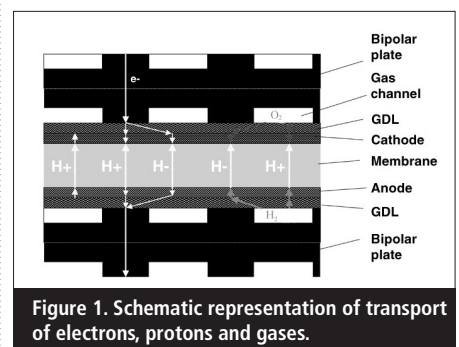 Bipolar
plate
e-
Gas
channel
O2
GDL
Cathode
H+ H+ H- H- H+
Membrane
Anode
H2
GDL
Bipolar
plate
Figure 1. Schematic representation of transport
of electrons, protons and gases.